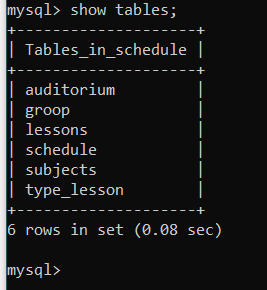 mysql> show tables;
+--------------------+
| Tables_in_schedule |
+--------------------+
| auditorium         |
| groop              |
| lessons            |
| schedule           |
| subjects           |
| type_lesson        |
+--------------------+
6 rows in set (0.08 sec)
mysql>